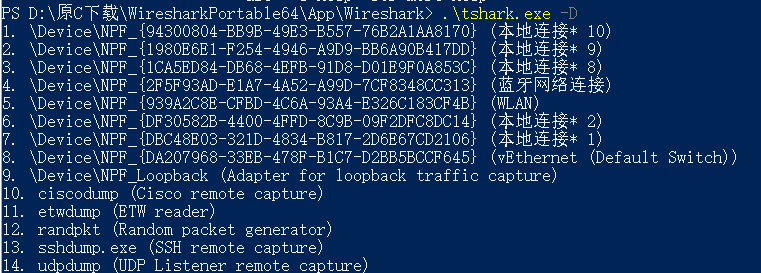 PS D:\原C下载\WiresharkPortable64\App\Wireshark> .\tshark.exe -D
1. \Device\NPF_{94300804-BB9B-49E3-B557-76B2A1AA8170} (本地连接* 10)
2. \Device\NPF_{1980E6E1-F254-4946-A9D9-BB6A90B417DD} (本地连接* 9)
3. \Device\NPF_{1CA5ED84-DB68-4EFB-91D8-D01E9F0A853C} (本地连接* 8)
4. \Device\NPF_{2F5F93AD-E1A7-4A52-A99D-7CF8348CC313} (蓝牙网络连接)
5. \Device\NPF_{939A2C8E-CFBD-4C6A-93A4-E326C183CF4B} (WLAN)
6. \Device\NPF_{DF30582B-4400-4FFD-8C9B-09F2DFC8DC14} (本地连接* 2)
7. \Device\NPF_{DBC48E03-321D-4834-B817-2D6E67CD2106} (本地连接* 1)
8. \Device\NPF_{DA207968-33EB-478F-B1C7-D2BB5BCCF645} (vEthernet (Default Switch))
9. \Device\NPF_Loopback (Adapter for loopback traffic capture)
10. ciscodump (Cisco remote capture)
11. etwdump (ETW reader)
12. randpkt (Random packet generator)
13. sshdump.exe (SSH remote capture)
14. udpdump (UDP Listener remote capture)